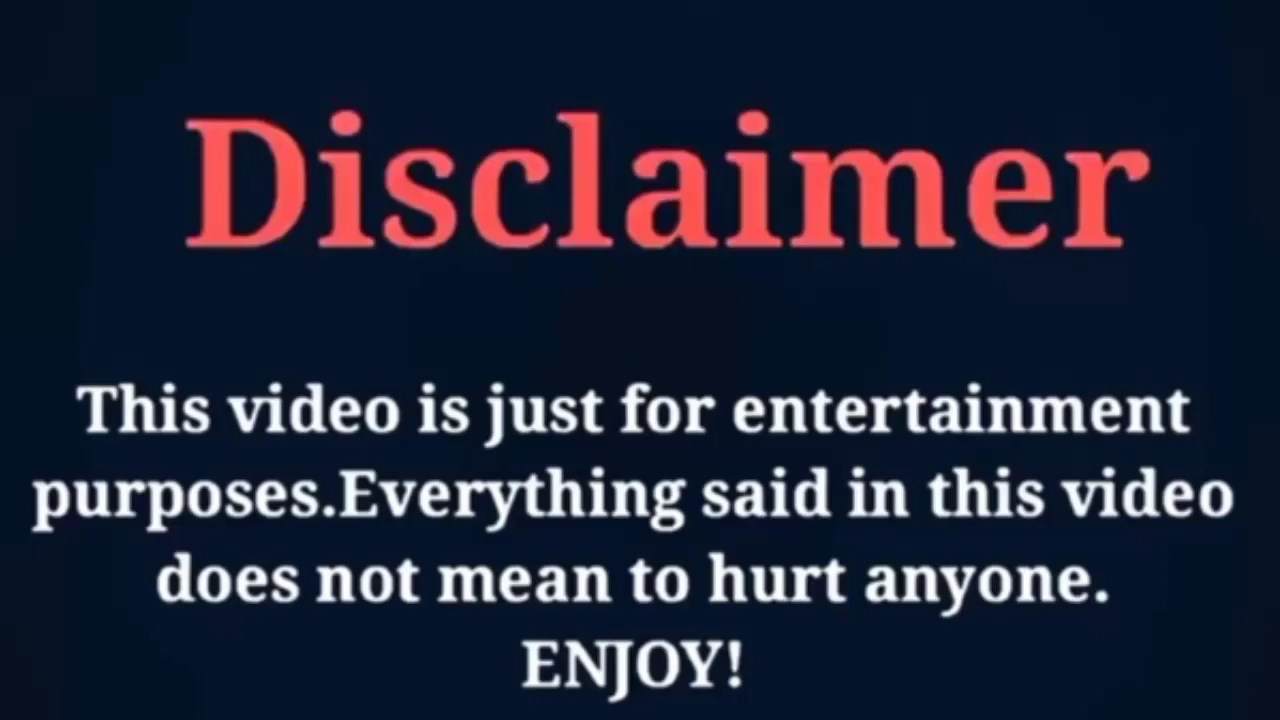 Disclaimer
This video is just for entertainment
purposes.Everything said in this video
does not mean to hurt anyone.
ENJOY!